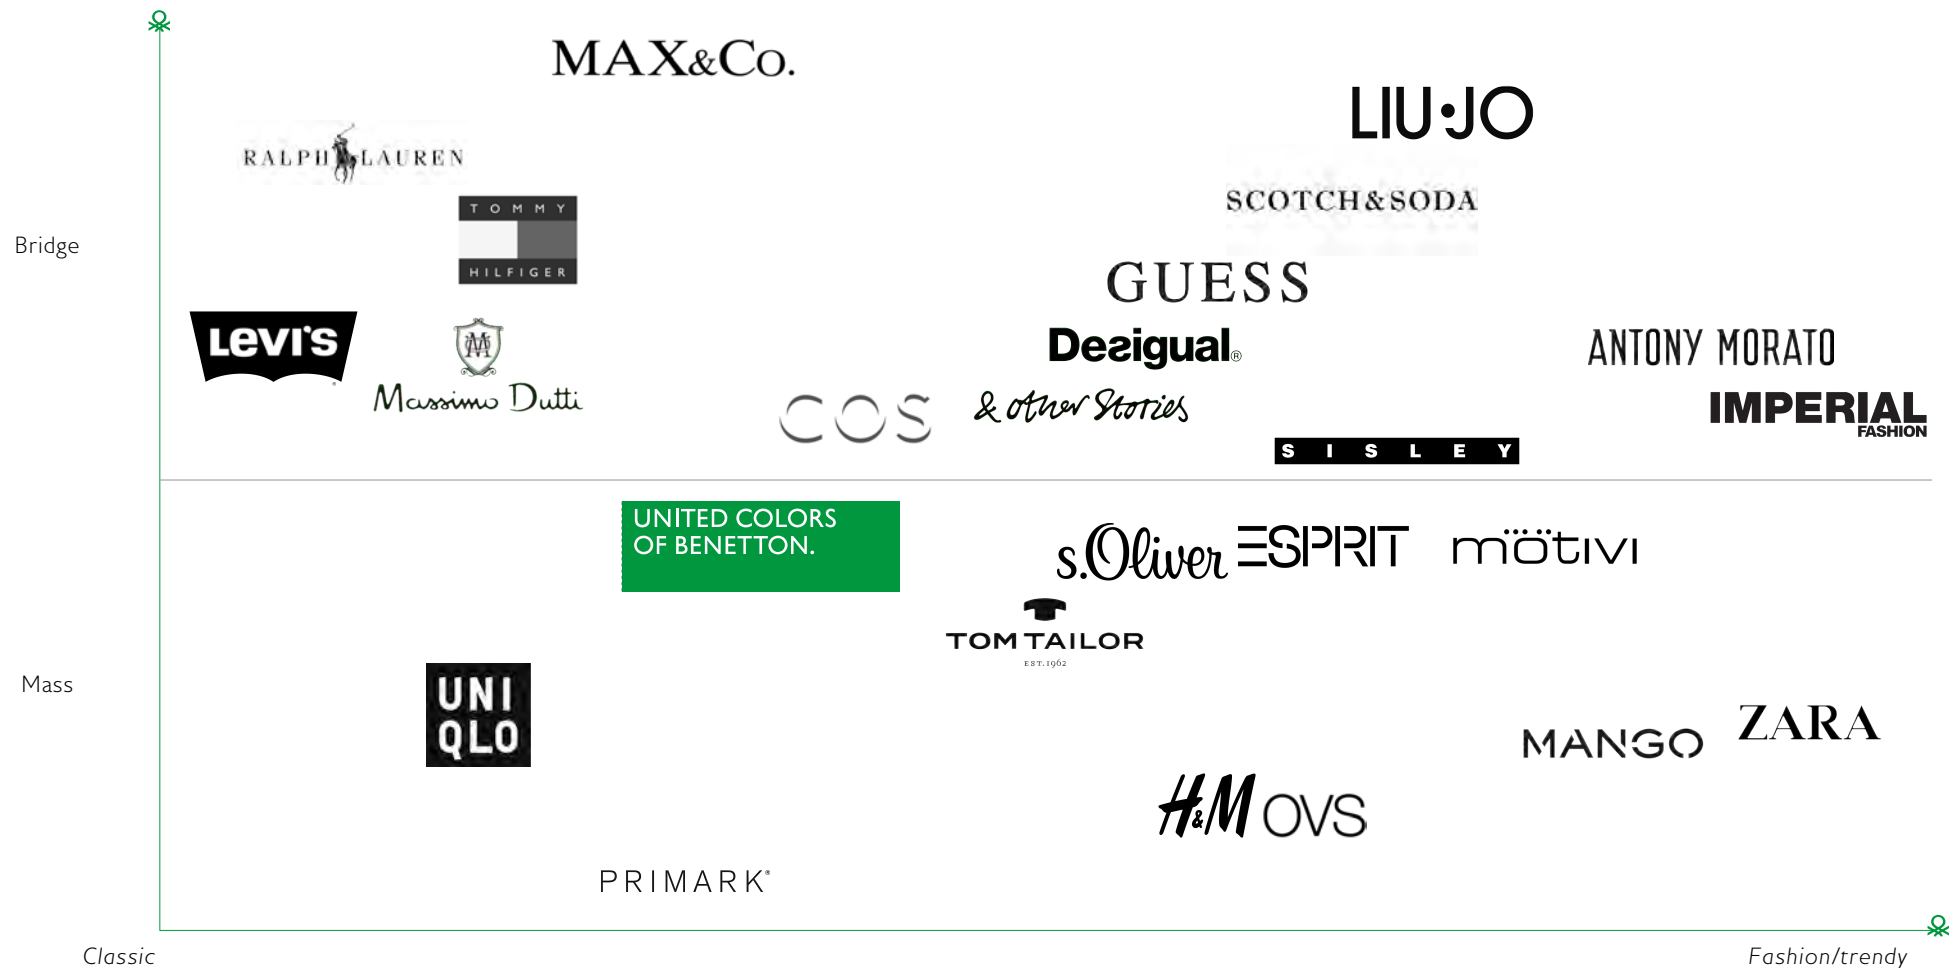 MAX&Co.
LIU·JO
RALPH LAUREN
SCOTCH&SODA
TOMMY
HILFIGER
Bridge
GUESS
LEVI'S
®
Desigual®
ANTONY MORATO
M
Massimo Dutti
COS
& other Stories
IMPERIAL
FASHION
SISLEY
UNITED COLORS
OF BENETTON.
s.Oliver
ESPRIT
mötivi
TOM TAILOR
EST.1962
Mass
UNI
QLO
MANGO
ZARA
H&M
OVS
PRIMARK®
Classic
Fashion/trendy